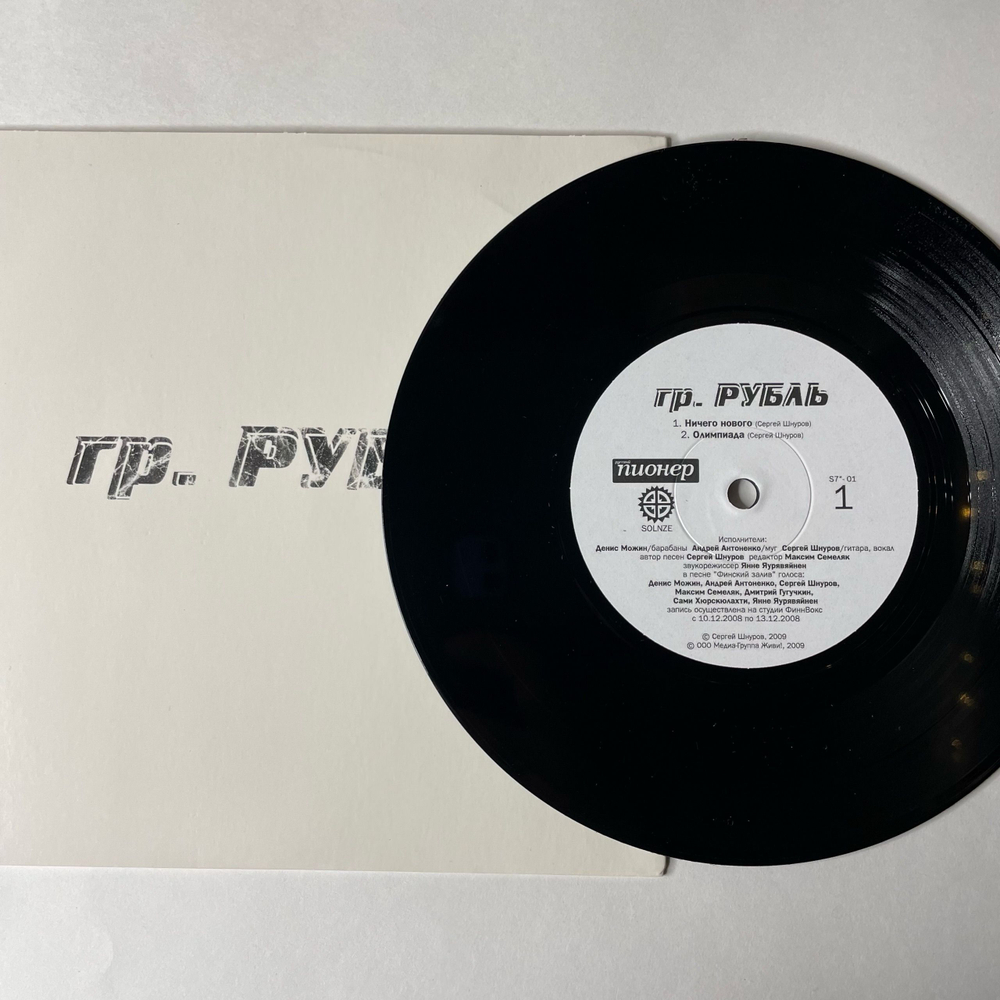 гр. РУБ
гр. РУБЛЬ
1. Ничего нового (Сергей Шнуров)
2. Олимпиада (Сергей Шнуров)
русский
пионер
SOLNZE
S7"- 01
1
Исполнители:
Денис Можин/барабаны Андрей Антоненко/муг Сергей Шнуров/гитара, вокал
автор песен Сергей Шнуров редактор Максим Семеляк
звукорежиссер Янне Яурявяйнен
в песне "Финский залив" голоса:
Денис Можин, Андрей Антоненко, Сергей Шнуров,
Максим Семеляк, Дмитрий Гугучкин,
Сами Хюрскюлахти, Янне Яурявяйнен
запись осуществлена на студии ФиннВокс
с 10.12.2008 по 13.12.2008
© Сергей Шнуров, 2009
© ООО Медиа-Группа Живи!, 2009